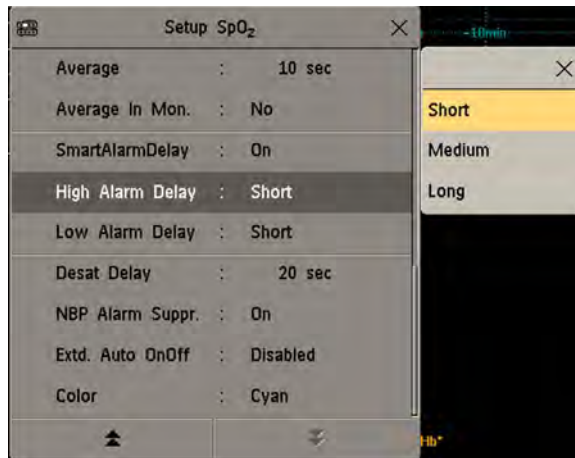 Setup SpO₂
-10min
Average : 10 sec
Average In Mon. : No
SmartAlarmDelay : On
High Alarm Delay : Short
Low Alarm Delay : Short
Desat Delay : 20 sec
NBP Alarm Suppr. : On
Extd. Auto OnOff : Disabled
Color : Cyan
Short
Medium
Long
Hb*